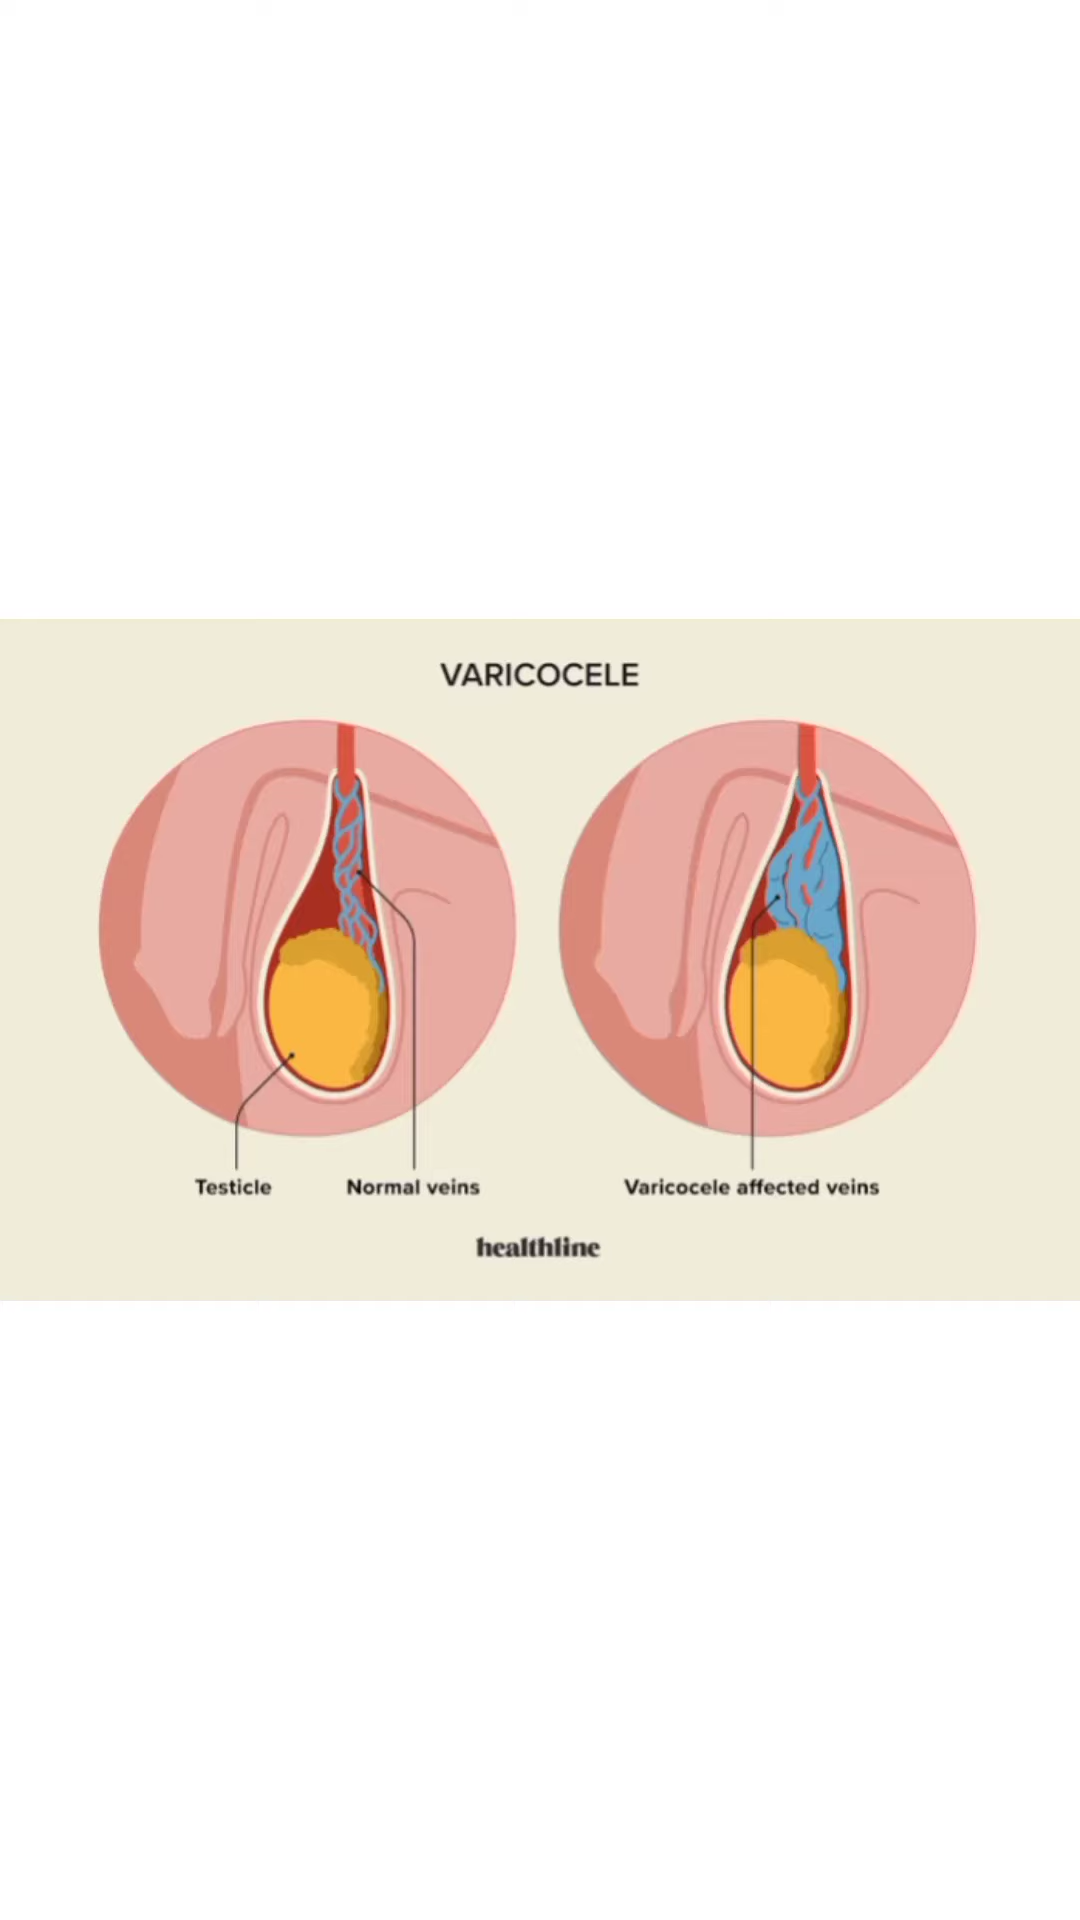 VARICOCELE
Testicle
Normal veins
Varicocele affected veins
healthline